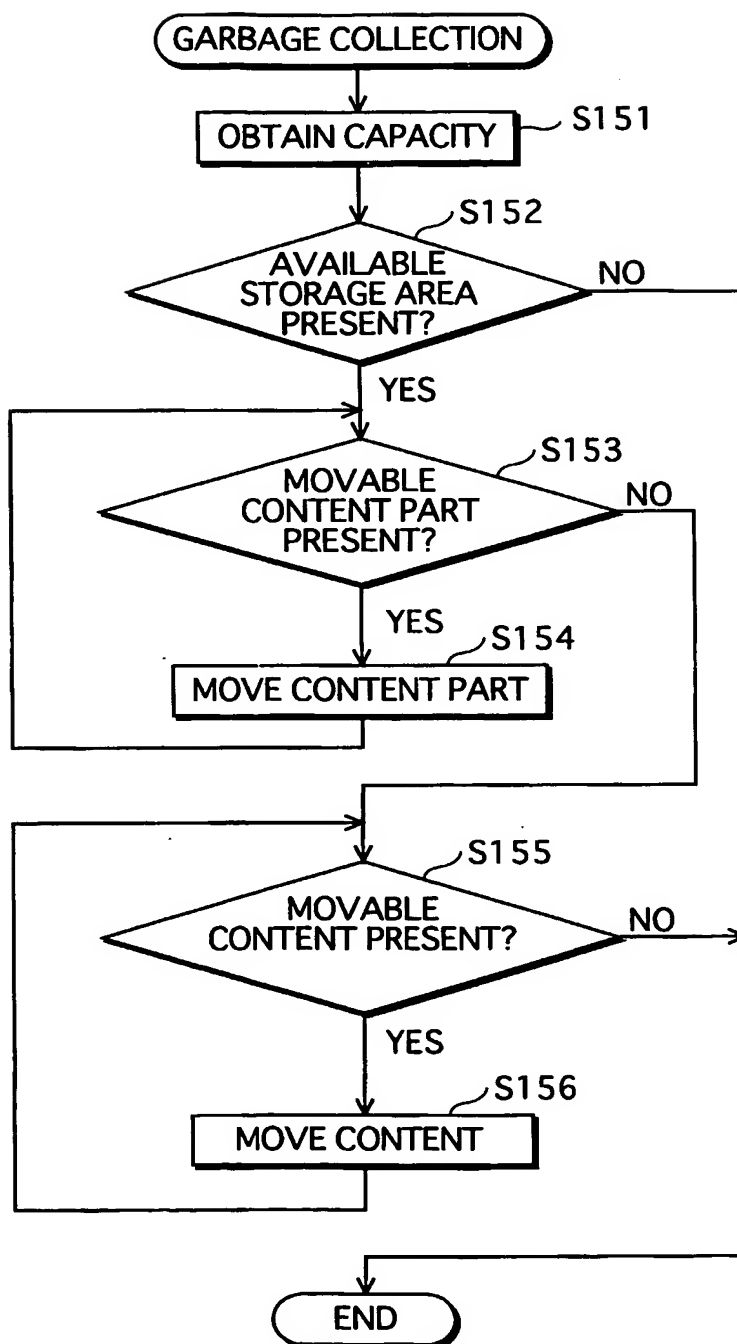 GARBAGE COLLECTION
OBTAIN CAPACITY
S151
S152
AVAILABLE
STORAGE AREA
PRESENT?
NO
YES
S153
MOVABLE
CONTENT PART
PRESENT?
NO
YES
S154
MOVE CONTENT PART
S155
MOVABLE
CONTENT PRESENT?
NO
YES
S156
MOVE CONTENT
END